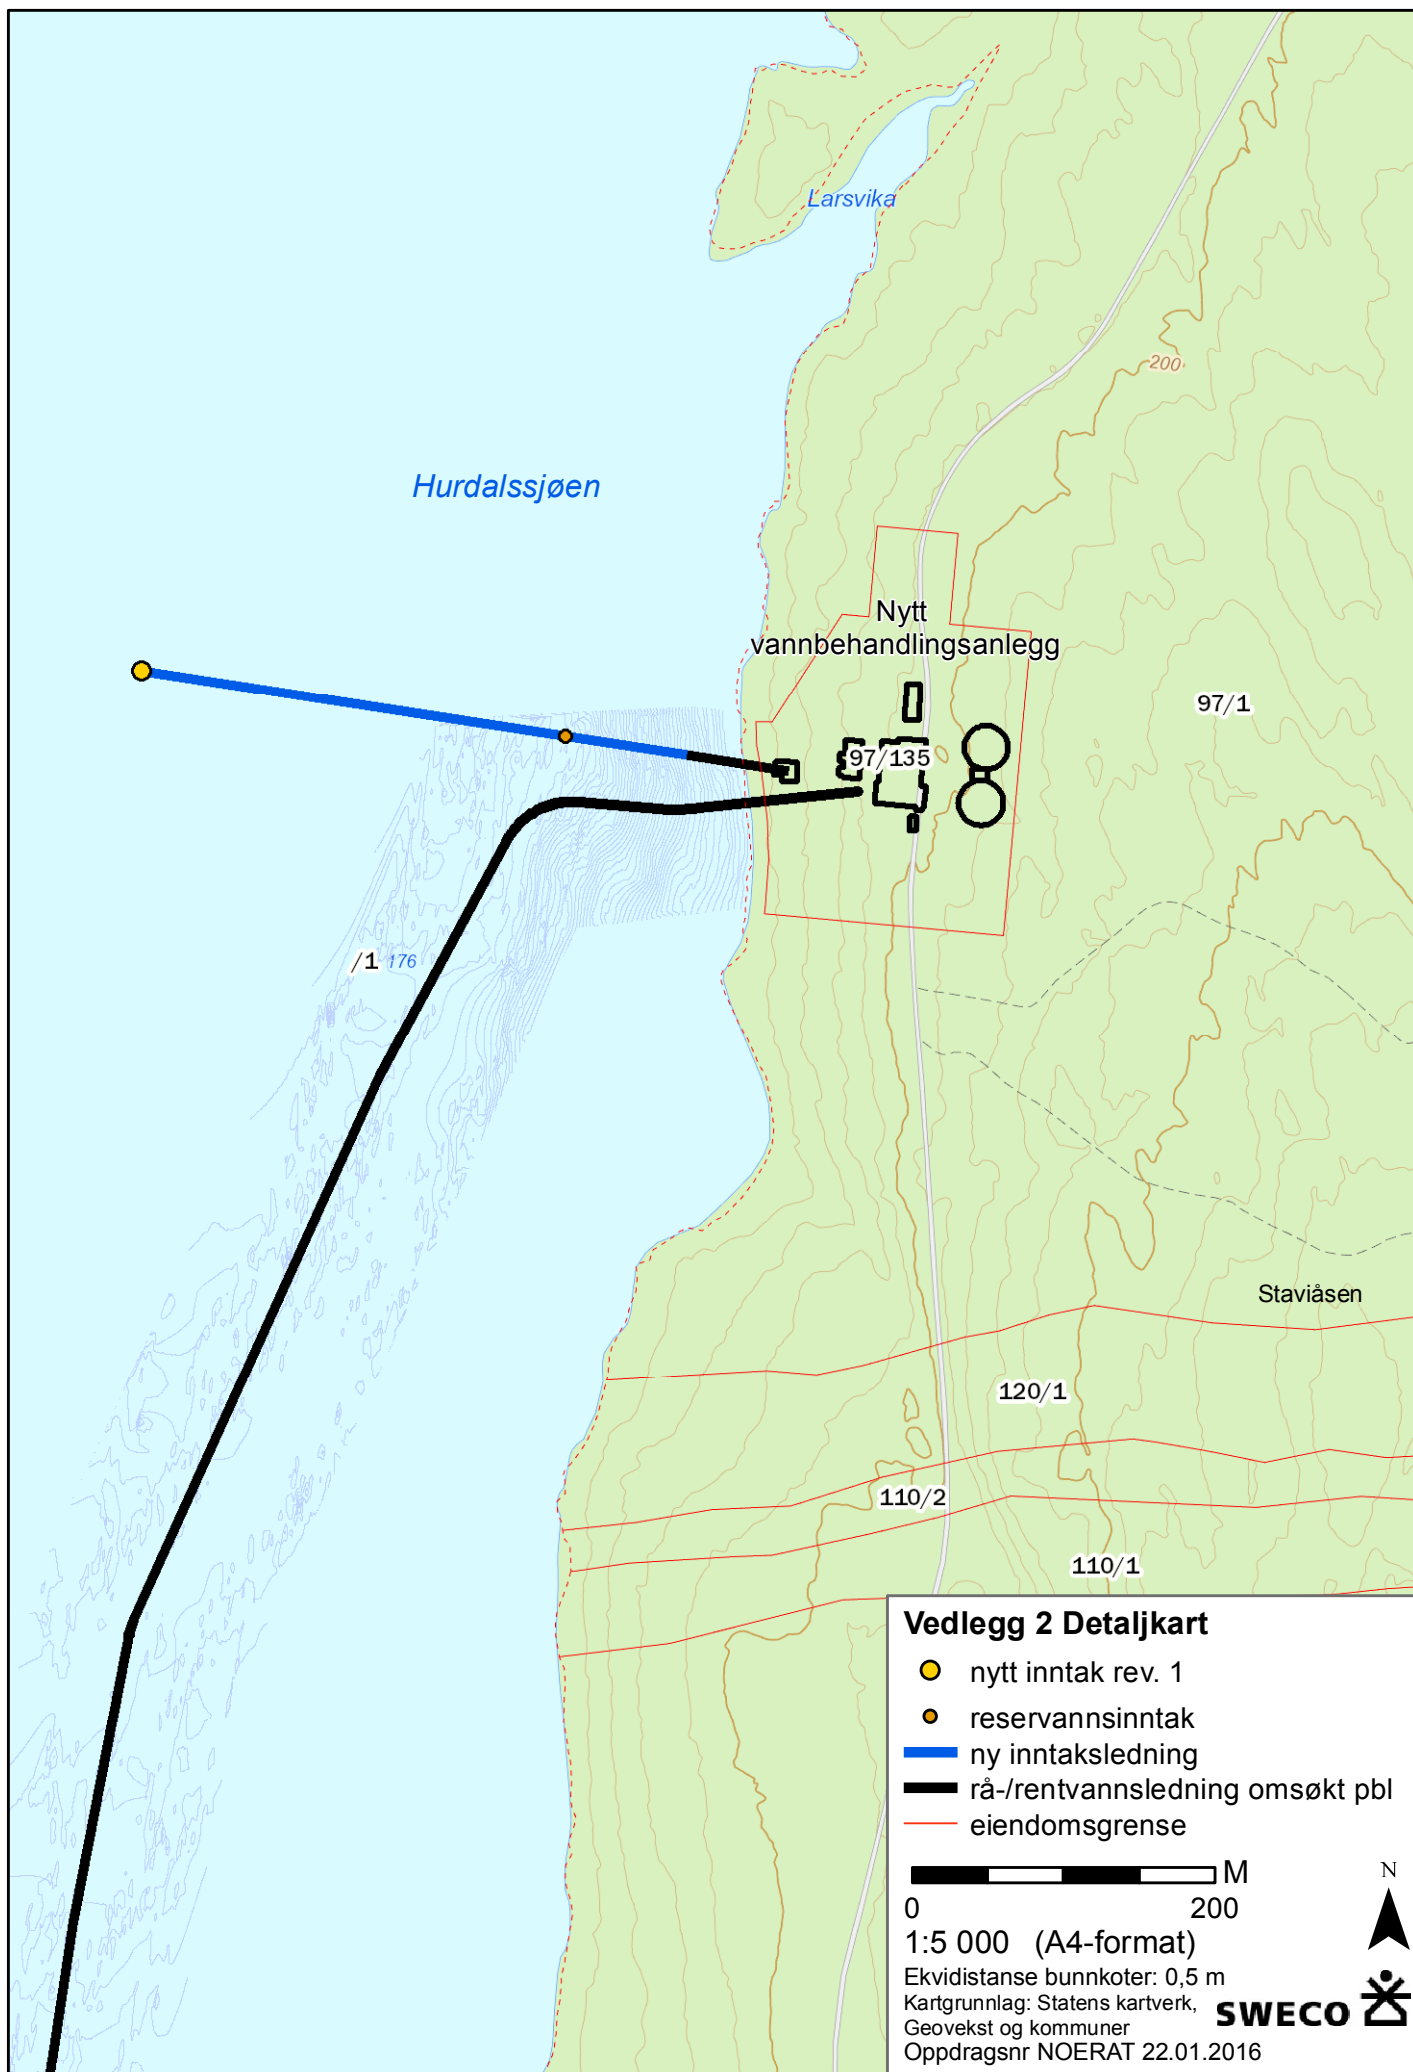 Larsvika
200
Hurdalssjøen
Nytt
vannbehandlingsanlegg
97/1
97/135
/1 176
Staviåsen
120/1
110/2
110/1
Vedlegg 2 Detaljkart
nytt inntak rev. 1
reservannsinntak
ny inntaksledning
rå-/rentvannsledning omsøkt pbl
eiendomsgrense
M
0 200
N
1:5 000 (A4-format)
Ekvidistanse bunnkoter: 0,5 m
Kartgrunnlag: Statens kartverk,
Geovekst og kommuner
SWECO
Oppdragsnr NOERAT 22.01.2016